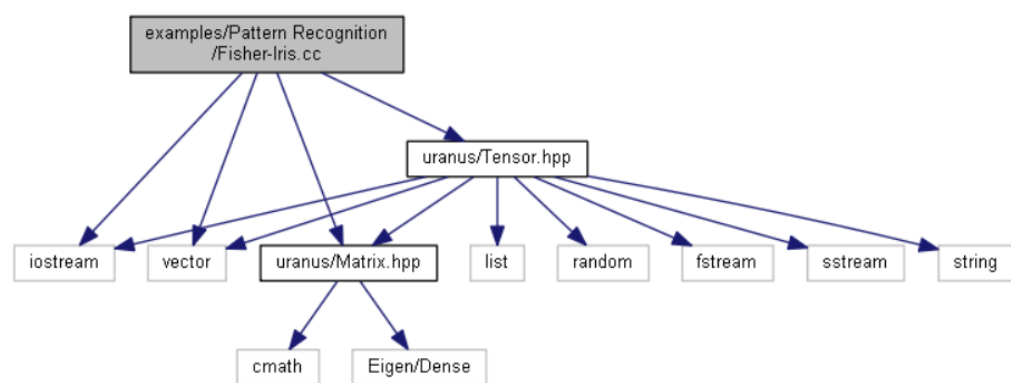 examples/Pattern Recognition
/Fisher-Iris.cc
uranus/Tensor.hpp
iostream
vector
uranus/Matrix.hpp
list
random
fstream
sstream
string
cmath
Eigen/Dense